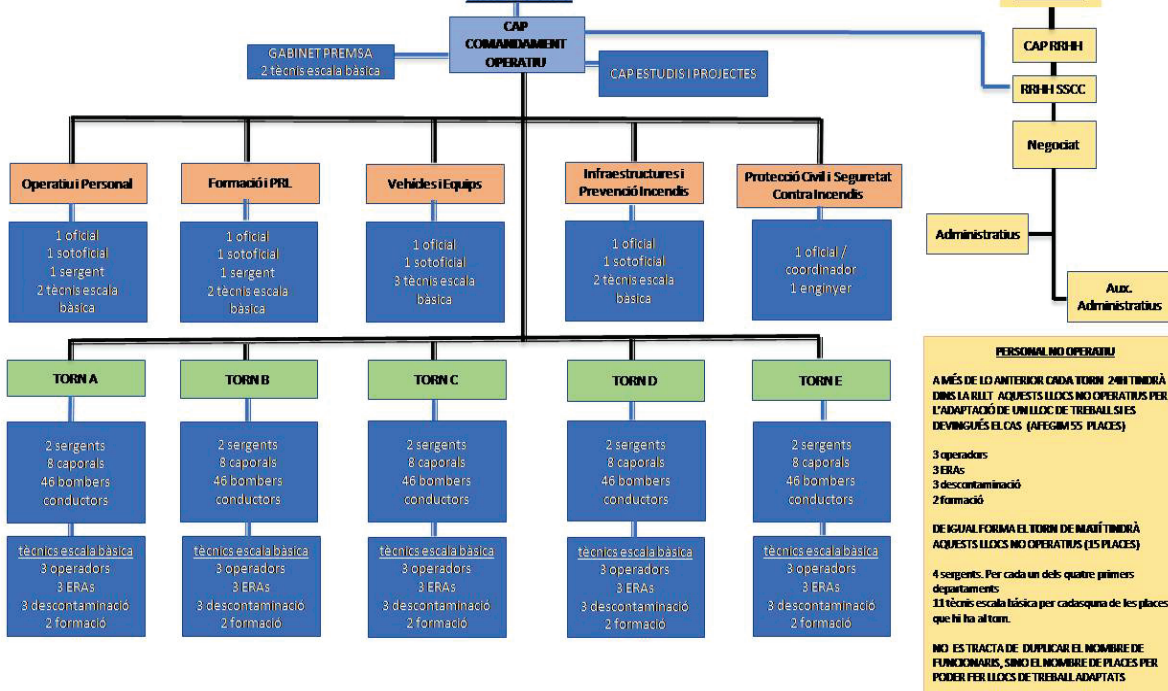 CAP
COMANDAMENT
OPERATIU
GABINET PREMSA
2 tècnis escala bàsica
CAP ESTUDIS I PROJECTES
CAP RRHH
RRHH SSCC
Negociat
Administratius
Aux.
Administratius
Operatiu i Personal
1 oficial
1 sotoficial
1 sergent
2 tècnis escala
bàsica
Formació i PRL
1 oficial
1 sotoficial
1 sergent
2 tècnis escala
bàsica
Vehicles i Equips
1 oficial
1 sotoficial
3 tècnis escala
bàsica
Infraestructures i
Prevenció Incendis
1 oficial
1 sotoficial
2 tècnis escala
bàsica
Protecció Civil i Seguretat
Contra Incendis
1 oficial /
coordinador
1 enginyer
TORN A
2 sergents
8 caporals
46 bombers
conductors
tècnics escala bàsica
3 operadors
3 ERAs
3 descontaminació
2 formació
TORN B
2 sergents
8 caporals
46 bombers
conductors
tècnics escala bàsica
3 operadors
3 ERAs
3 descontaminació
2 formació
TORN C
2 sergents
8 caporals
46 bombers
conductors
tècnics escala bàsica
3 operadors
3 ERAs
3 descontaminació
2 formació
TORN D
2 sergents
8 caporals
46 bombers
conductors
tècnics escala bàsica
3 operadors
3 ERAs
3 descontaminació
2 formació
TORN E
2 sergents
8 caporals
46 bombers
conductors
tècnics escala bàsica
3 operadors
3 ERAs
3 descontaminació
2 formació
PERSONAL NO OPERATIU
A MÉS DE LO ANTERIOR CADA TORN 24H TINDRÀ
DINS LA RLLT AQUESTS LLOCS NO OPERATIUS PER
L'ADAPTACIÓ DE UN LLOC DE TREBALL SI ES
DEVINGUÉS EL CAS (AFEGIM 55 PLACES)
3 operadors
3 ERAs
3 descontaminació
2 formació
DE IGUAL FORMA EL TORN DE MATÍ TINDRÀ
AQUESTS LLOCS NO OPERATIUS (15 PLACES)
4 sergents. Per cada un dels quatre primers
departaments
11 tècnis escala bàsica per cadasquna de les places
que hi ha al torn.
NO ES TRACTA DE DUPLICAR EL NOMBRE DE
FUNCIONARIS, SINO EL NOMBRE DE PLACES PER
PODER FER LLOCS DE TREBALL ADAPTATS